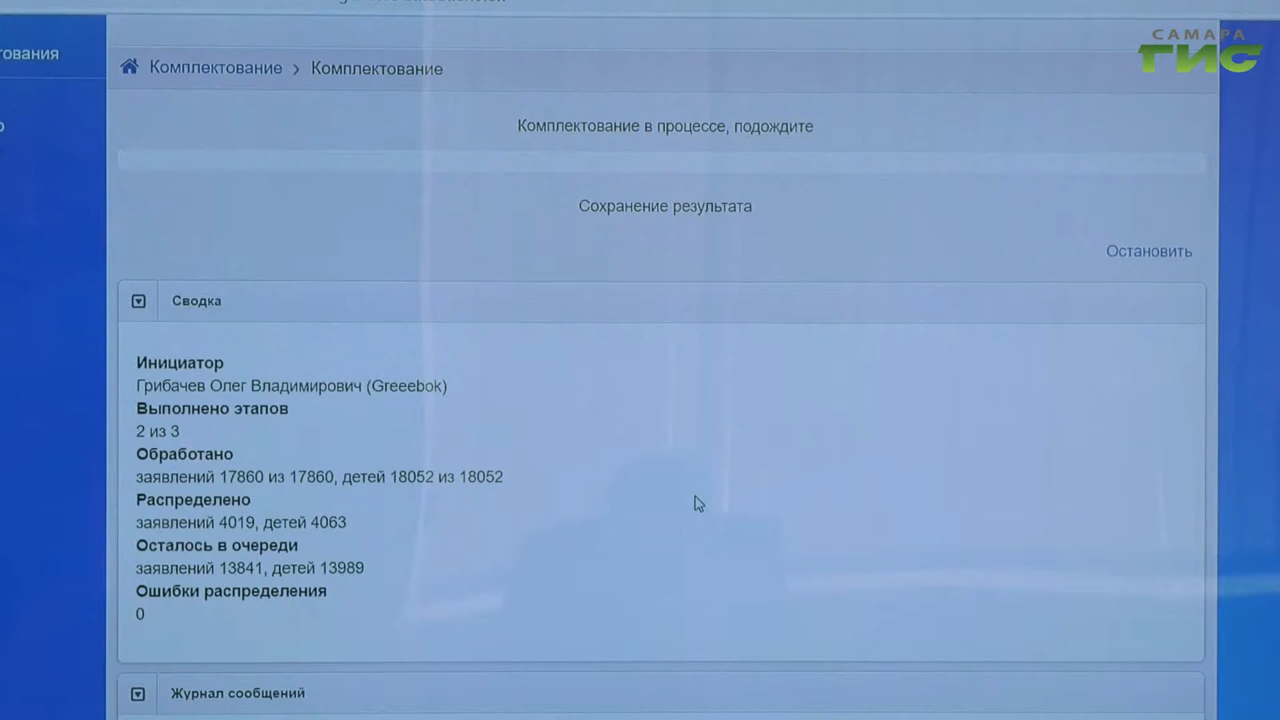 САМАРА
ГИС
тования
Комплектование › Комплектование
Комплектование в процессе, подождите
Сохранение результата
Остановить
Сводка
Инициатор
Грибачев Олег Владимирович (Greeebok)
Выполнено этапов
2 из 3
Обработано
заявлений 17860 из 17860, детей 18052 из 18052
Распределено
заявлений 4019, детей 4063
Осталось в очереди
заявлений 13841, детей 13989
Ошибки распределения
0
Журнал сообщений